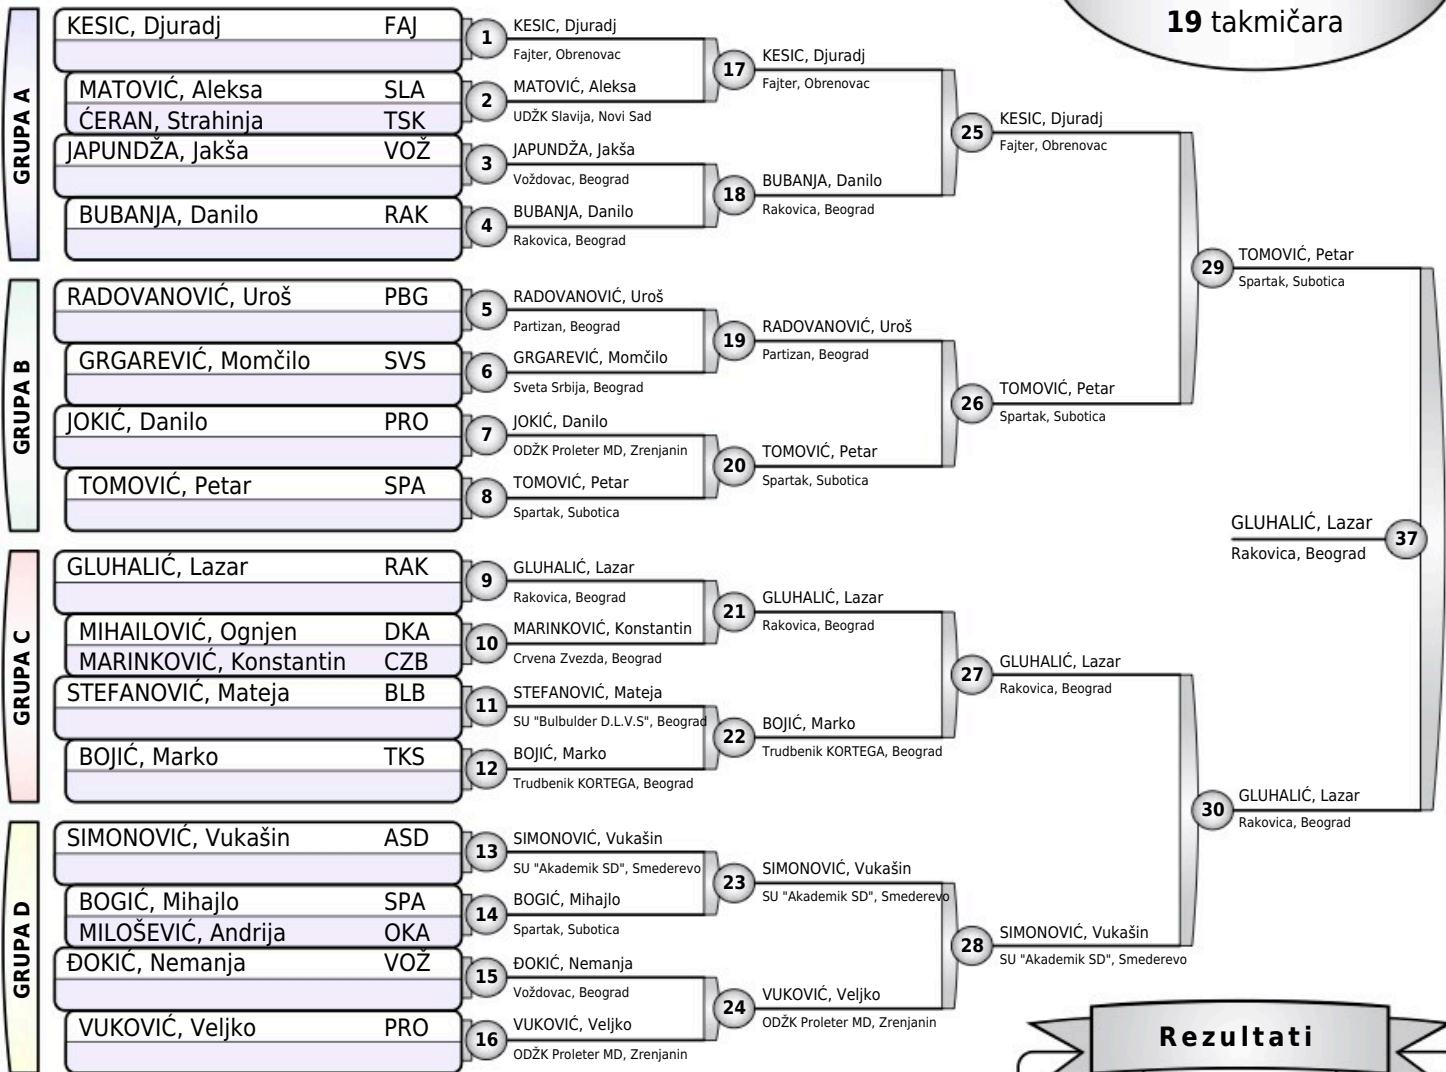 19 takmičara
GRUPA A
KESIC, Djuradj FAJ
MATOVIĆ, Aleksa SLA
ĆERAN, Strahinja TSK
JAPUNDŽA, Jakša VOŽ
BUBANJA, Danilo RAK
GRUPA B
RADOVANOVIĆ, Uroš PBG
GRGAREVIĆ, Momčilo SVS
JOKIĆ, Danilo PRO
TOMOVIĆ, Petar SPA
GRUPA C
GLUHALIĆ, Lazar RAK
MIHAILOVIĆ, Ognjen DKA
MARINKOVIĆ, Konstantin CZB
STEFANOVIĆ, Mateja BLB
BOJIĆ, Marko TKS
GRUPA D
SIMONOVIĆ, Vukašin ASD
BOGIĆ, Mihajlo SPA
MILOŠEVIĆ, Andrija OKA
ĐOKIĆ, Nemanja VOŽ
VUKOVIĆ, Veljko PRO
1 KESIC, Djuradj
Fajter, Obrenovac
2 MATOVIĆ, Aleksa
UDŽK Slavija, Novi Sad
3 JAPUNDŽA, Jakša
Voždovac, Beograd
4 BUBANJA, Danilo
Rakovica, Beograd
5 RADOVANOVIĆ, Uroš
Partizan, Beograd
6 GRGAREVIĆ, Momčilo
Sveta Srbija, Beograd
7 JOKIĆ, Danilo
ODŽK Proleter MD, Zrenjanin
8 TOMOVIĆ, Petar
Spartak, Subotica
9 GLUHALIĆ, Lazar
Rakovica, Beograd
10 MARINKOVIĆ, Konstantin
Crvena Zvezda, Beograd
11 STEFANOVIĆ, Mateja
SU "Bulbulder D.L.V.S", Beograd
12 BOJIĆ, Marko
Trudbenik KORTEGA, Beograd
13 SIMONOVIĆ, Vukašin
SU "Akademik SD", Smederevo
14 BOGIĆ, Mihajlo
Spartak, Subotica
15 ĐOKIĆ, Nemanja
Voždovac, Beograd
16 VUKOVIĆ, Veljko
ODŽK Proleter MD, Zrenjanin
17 KESIC, Djuradj
Fajter, Obrenovac
18 BUBANJA, Danilo
Rakovica, Beograd
19 RADOVANOVIĆ, Uroš
Partizan, Beograd
20 TOMOVIĆ, Petar
Spartak, Subotica
21 GLUHALIĆ, Lazar
Rakovica, Beograd
22 BOJIĆ, Marko
Trudbenik KORTEGA, Beograd
23 SIMONOVIĆ, Vukašin
SU "Akademik SD", Smederevo
24 VUKOVIĆ, Veljko
ODŽK Proleter MD, Zrenjanin
25 KESIC, Djuradj
Fajter, Obrenovac
26 TOMOVIĆ, Petar
Spartak, Subotica
27 GLUHALIĆ, Lazar
Rakovica, Beograd
28 SIMONOVIĆ, Vukašin
SU "Akademik SD", Smederevo
29 TOMOVIĆ, Petar
Spartak, Subotica
30 GLUHALIĆ, Lazar
Rakovica, Beograd
GLUHALIĆ, Lazar 37
Rakovica, Beograd
Rezultati